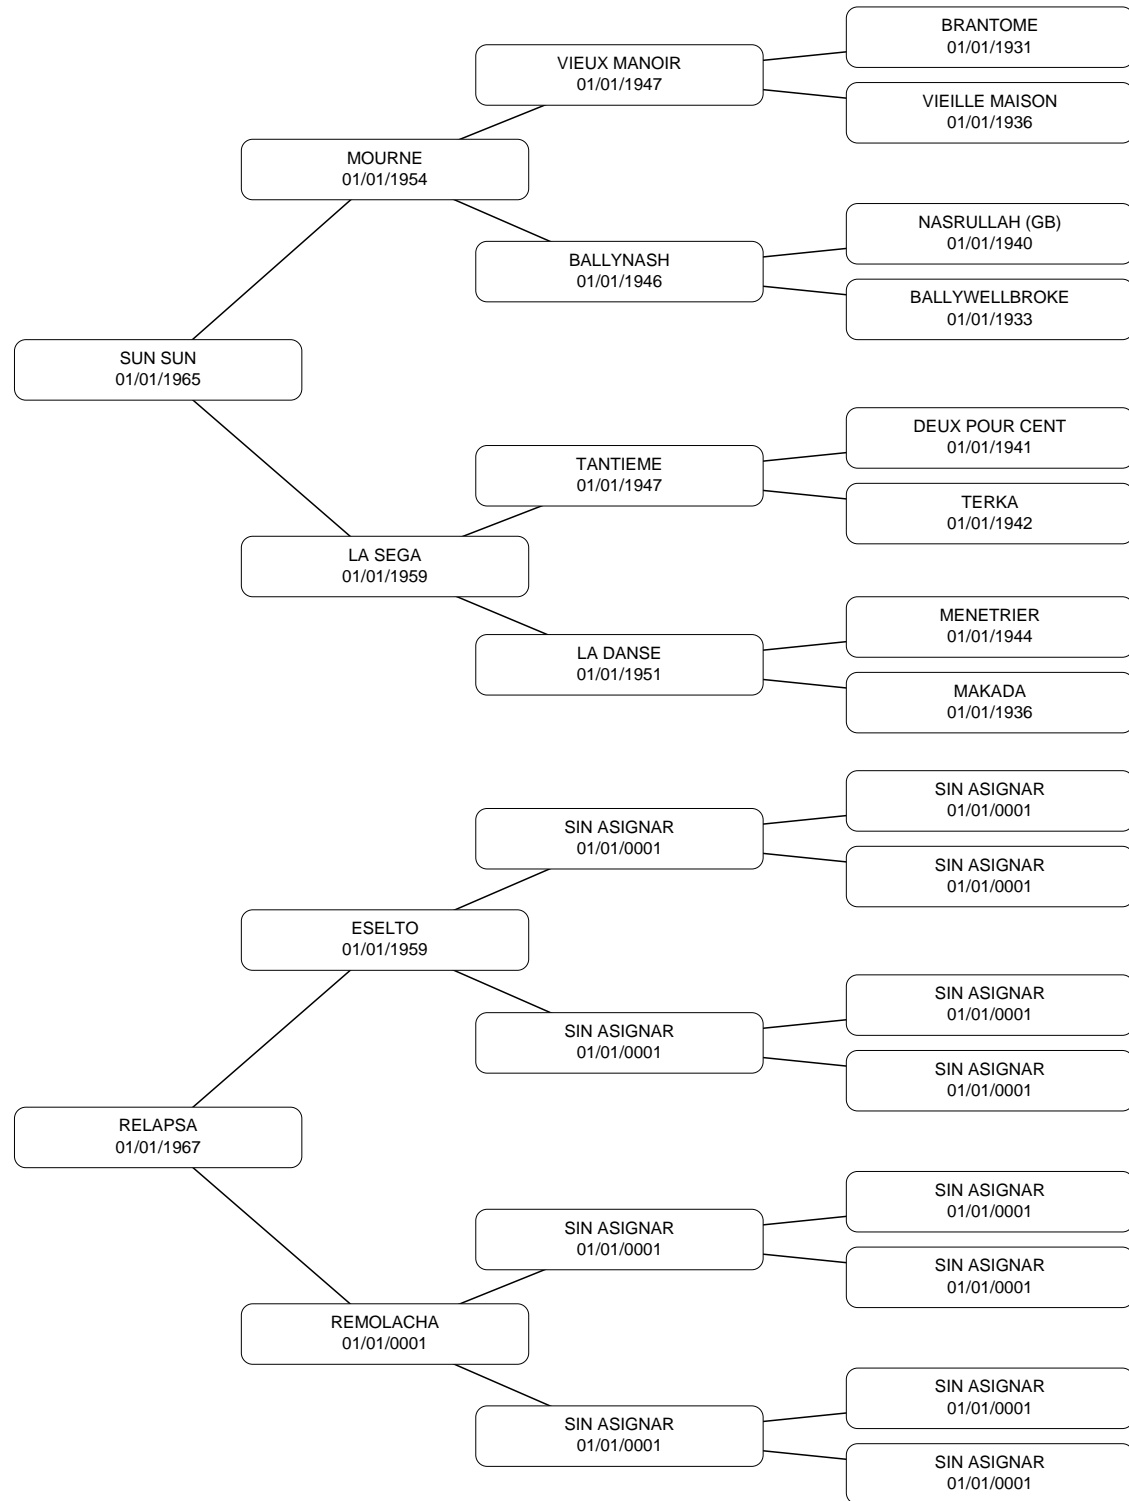 BRANTOME
01/01/1931
VIEUX MANOIR
01/01/1947
VIEILLE MAISON
01/01/1936
MOURNE
01/01/1954
NASRULLAH (GB)
01/01/1940
BALLYNASH
01/01/1946
BALLYWELLBROKE
01/01/1933
SUN SUN
01/01/1965
DEUX POUR CENT
01/01/1941
TANTIEME
01/01/1947
TERKA
01/01/1942
LA SEGA
01/01/1959
MENETRIER
01/01/1944
LA DANSE
01/01/1951
MAKADA
01/01/1936
SIN ASIGNAR
01/01/0001
SIN ASIGNAR
01/01/0001
SIN ASIGNAR
01/01/0001
ESELTO
01/01/1959
SIN ASIGNAR
01/01/0001
SIN ASIGNAR
01/01/0001
SIN ASIGNAR
01/01/0001
RELAPSA
01/01/1967
SIN ASIGNAR
01/01/0001
SIN ASIGNAR
01/01/0001
SIN ASIGNAR
01/01/0001
REMOLACHA
01/01/0001
SIN ASIGNAR
01/01/0001
SIN ASIGNAR
01/01/0001
SIN ASIGNAR
01/01/0001